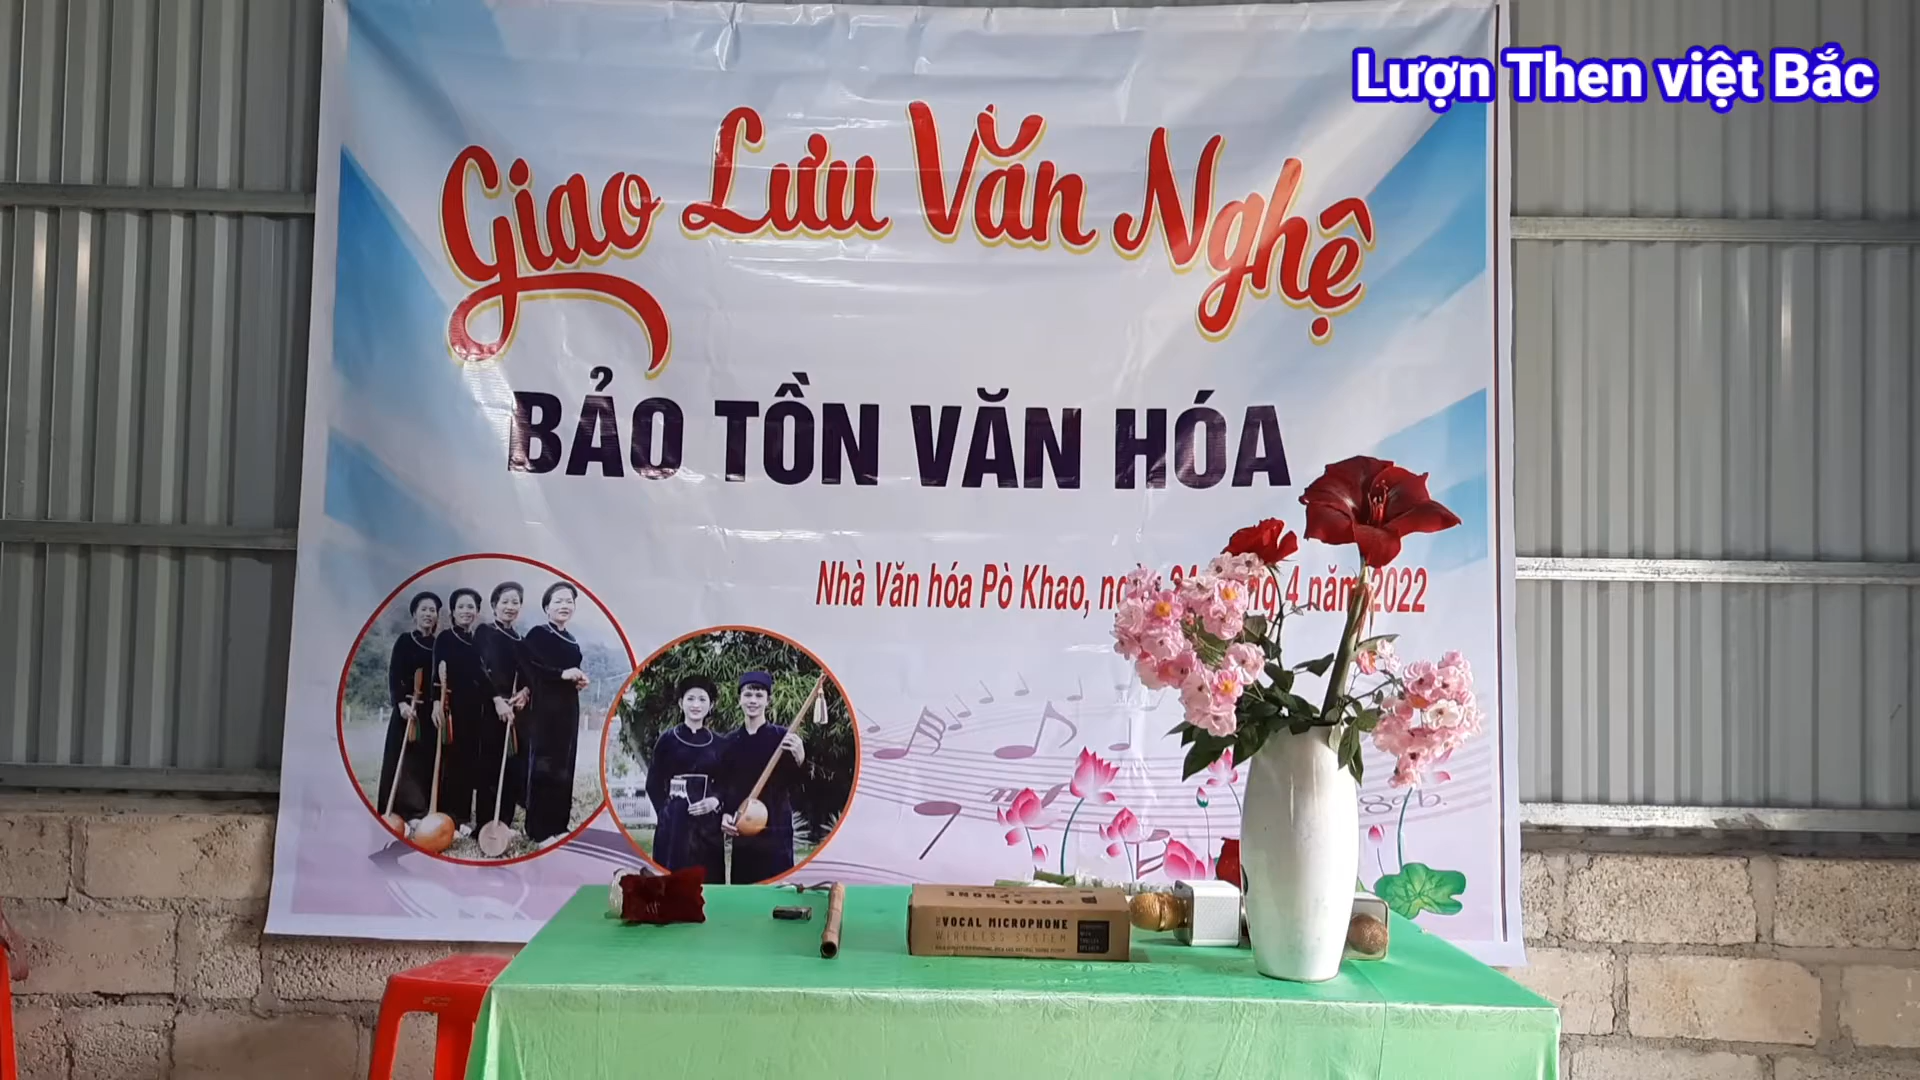 Lượn Then việt Bắc
Giao Lưu Văn Nghệ
BẢO TỒN VĂN HÓA
Nhà Văn hóa Pò Khao, 4 năm 2022
VOCAL MICROPHONE
WIRELESS SYSTEM